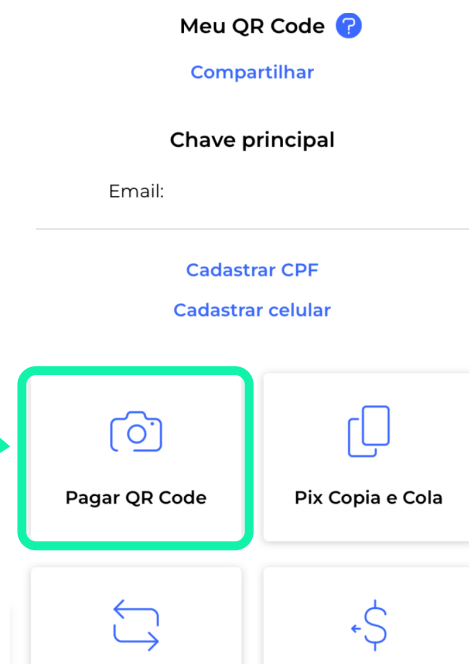 Meu QR Code ?
Compartilhar
Chave principal
Email:
Cadastrar CPF
Cadastrar celular
Pagar QR Code
Pix Copia e Cola